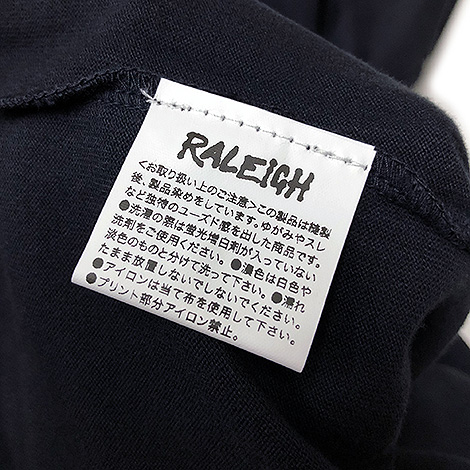 RALEiGH
<お取り扱い上のご注意>この製品は縫製
後、製品染めをしています。ゆがみやスレ
など独特のユーズド感を出した商品です。
●洗濯の際は蛍光増白剤が入っていない
洗剤をご使用ください。●濃色は白色や
淡色のものと分けて洗って下さい。●濡れ
たまま放置しないでしないでください。
●アイロンは当て布を使用して下さい。
●プリント部分アイロン禁止。